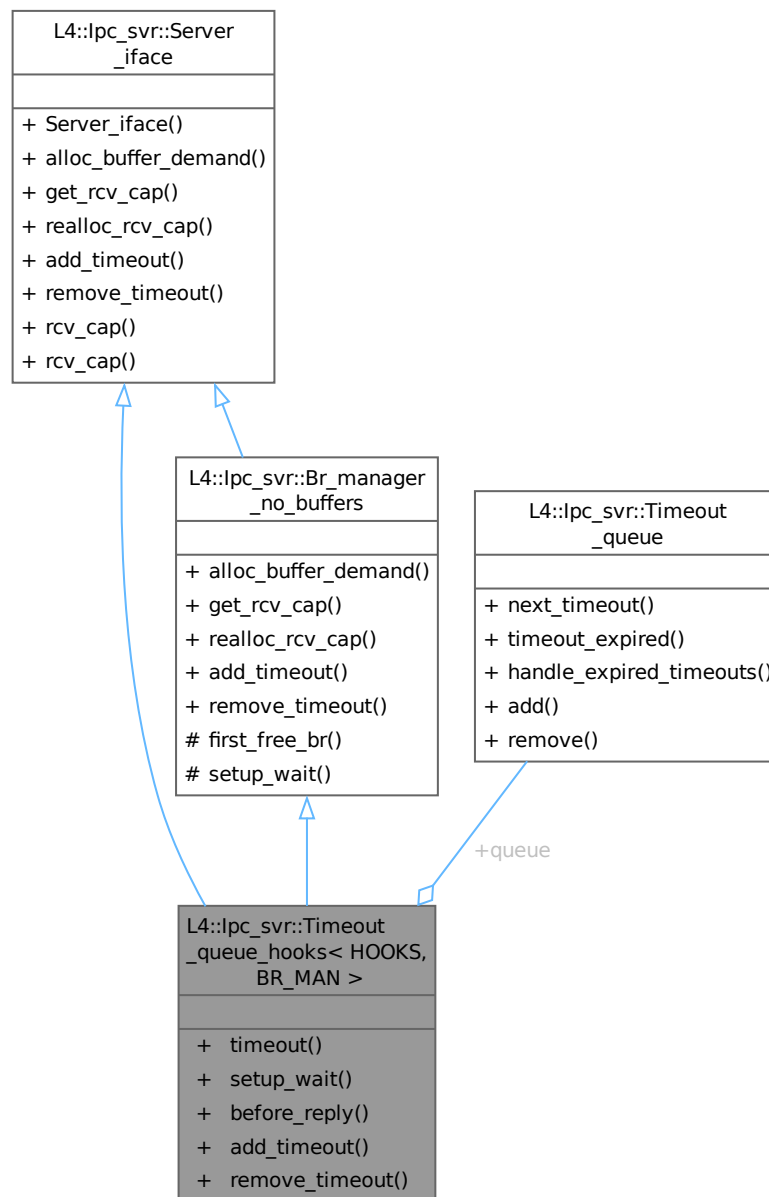 L4::Ipc_svr::Server
_iface
+ Server_iface()
+ alloc_buffer_demand()
+ get_rcv_cap()
+ realloc_rcv_cap()
+ add_timeout()
+ remove_timeout()
+ rcv_cap()
+ rcv_cap()
L4::Ipc_svr::Br_manager
_no_buffers
+ alloc_buffer_demand()
+ get_rcv_cap()
+ realloc_rcv_cap()
+ add_timeout()
+ remove_timeout()
# first_free_br()
# setup_wait()
L4::Ipc_svr::Timeout
_queue
+ next_timeout()
+ timeout_expired()
+ handle_expired_timeouts()
+ add()
+ remove()
+queue
L4::Ipc_svr::Timeout
_queue_hooks< HOOKS,
BR_MAN >
+ timeout()
+ setup_wait()
+ before_reply()
+ add_timeout()
+ remove_timeout()